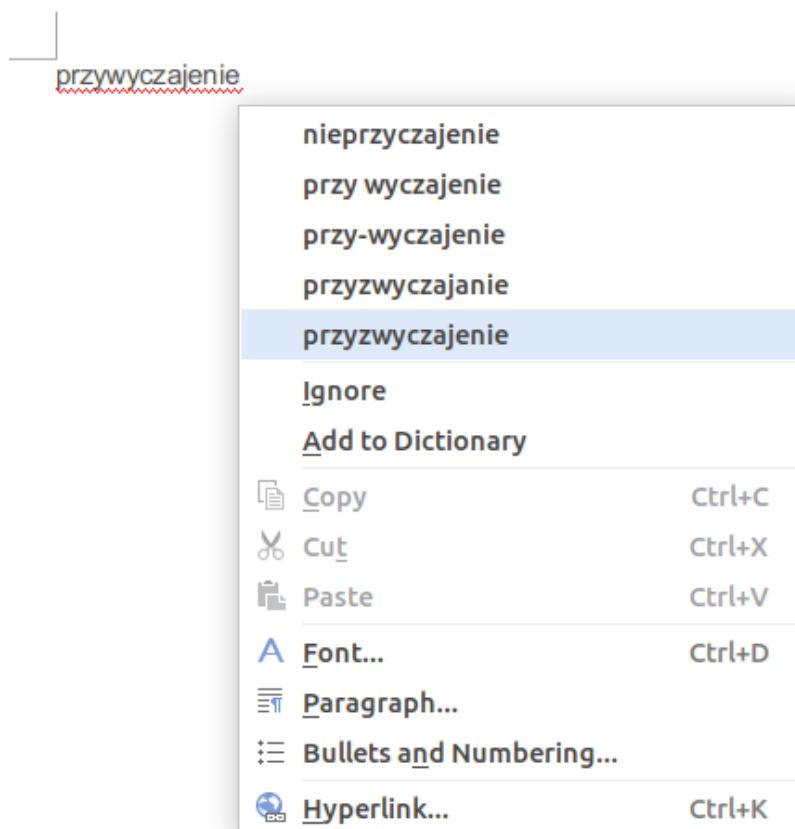 przywyczajenie
nieprzyczajenie
przy wyczajenie
przy-wyczajenie
przyzwyczajanie
przyzwyczajenie
Ignore
Add to Dictionary
Copy Ctrl+C
Cut Ctrl+X
Paste Ctrl+V
Font... Ctrl+D
Paragraph...
Bullets and Numbering...
Hyperlink... Ctrl+K